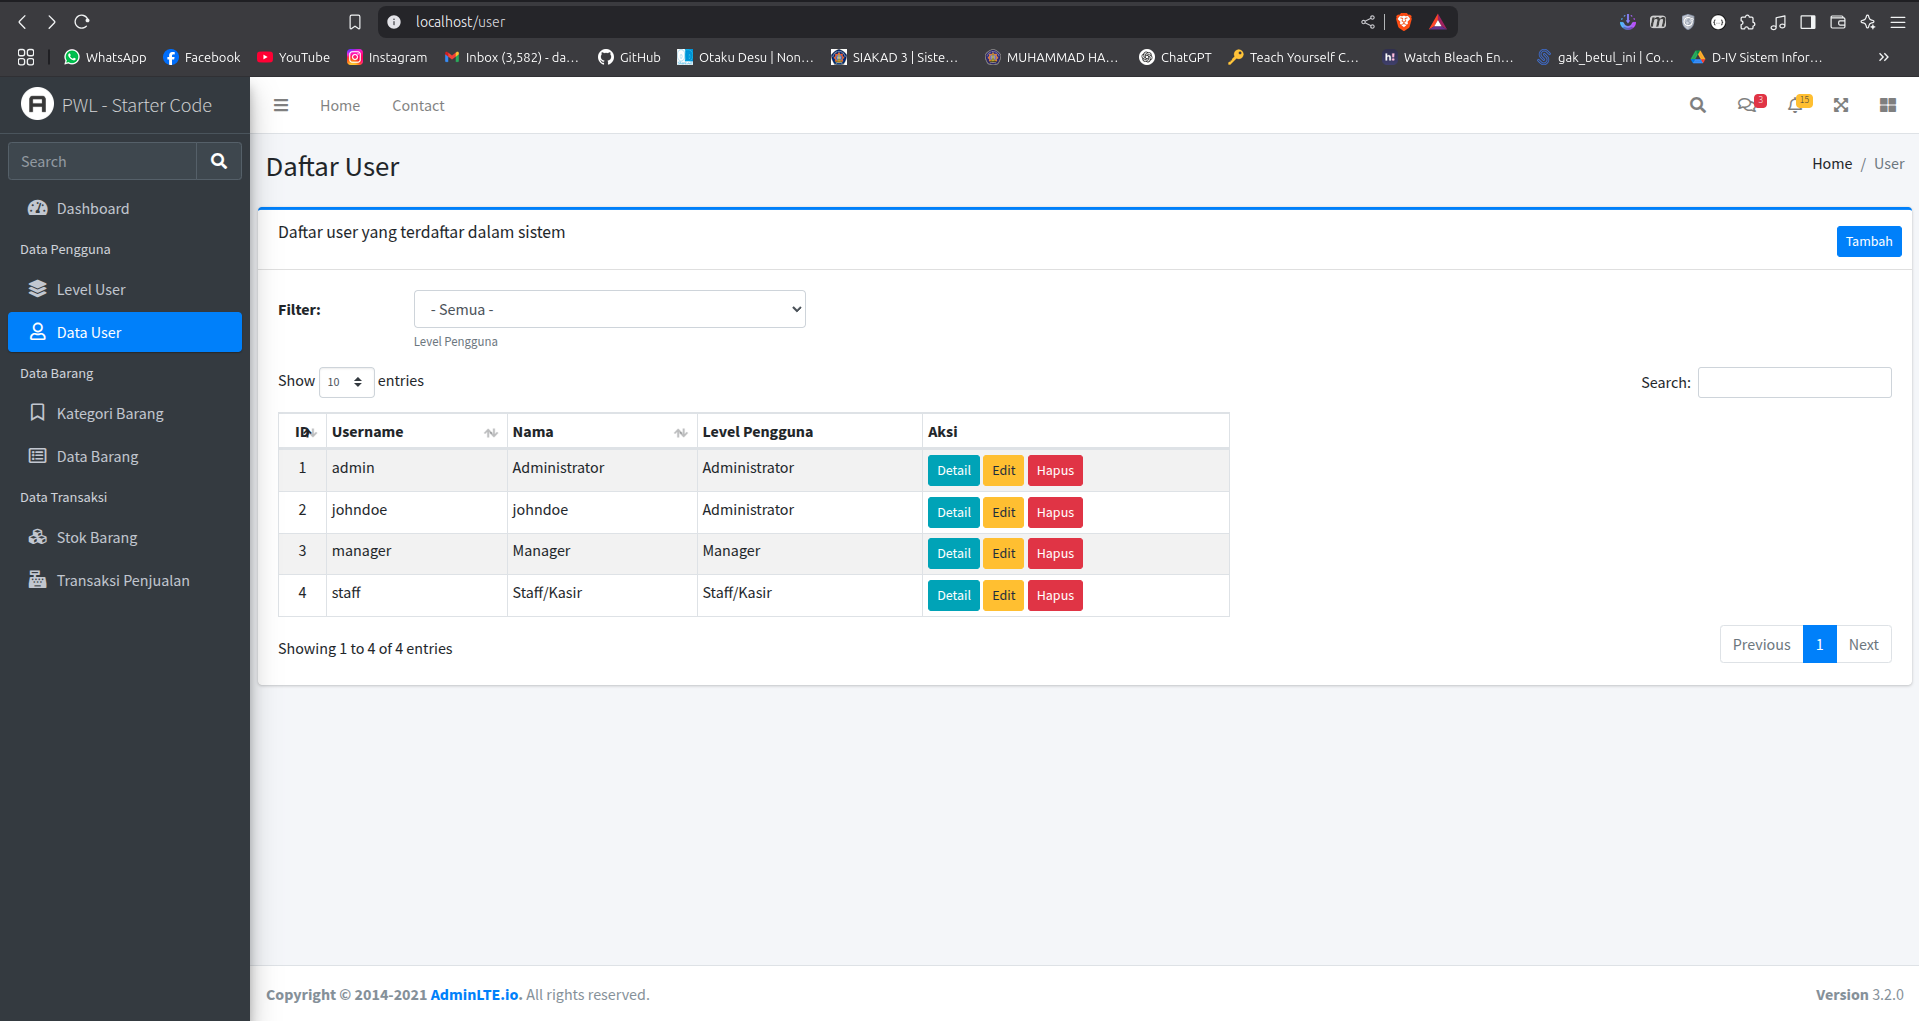 localhost/user
WhatsApp Facebook YouTube Instagram Inbox (3,582) - da... GitHub Otaku Desu | Non... SIAKAD 3 | Siste... MUHAMMAD HA... ChatGPT Teach Yourself C... h! Watch Bleach En... gak_betul_ini | Co... D-IV Sistem Infor... »
PWL - Starter Code
Home Contact
3 15
Search
Dashboard
Data Pengguna
Level User
Data User
Data Barang
Kategori Barang
Data Barang
Data Transaksi
Stok Barang
Transaksi Penjualan
Daftar User
Home / User
Daftar user yang terdaftar dalam sistem
Tambah
Filter: - Semua -
Level Pengguna
Show 10 entries
Search:
ID Username Nama Level Pengguna Aksi
1 admin Administrator Administrator Detail Edit Hapus
2 johndoe johndoe Administrator Detail Edit Hapus
3 manager Manager Manager Detail Edit Hapus
4 staff Staff/Kasir Staff/Kasir Detail Edit Hapus
Showing 1 to 4 of 4 entries
Previous 1 Next
Copyright © 2014-2021 AdminLTE.io. All rights reserved.
Version 3.2.0